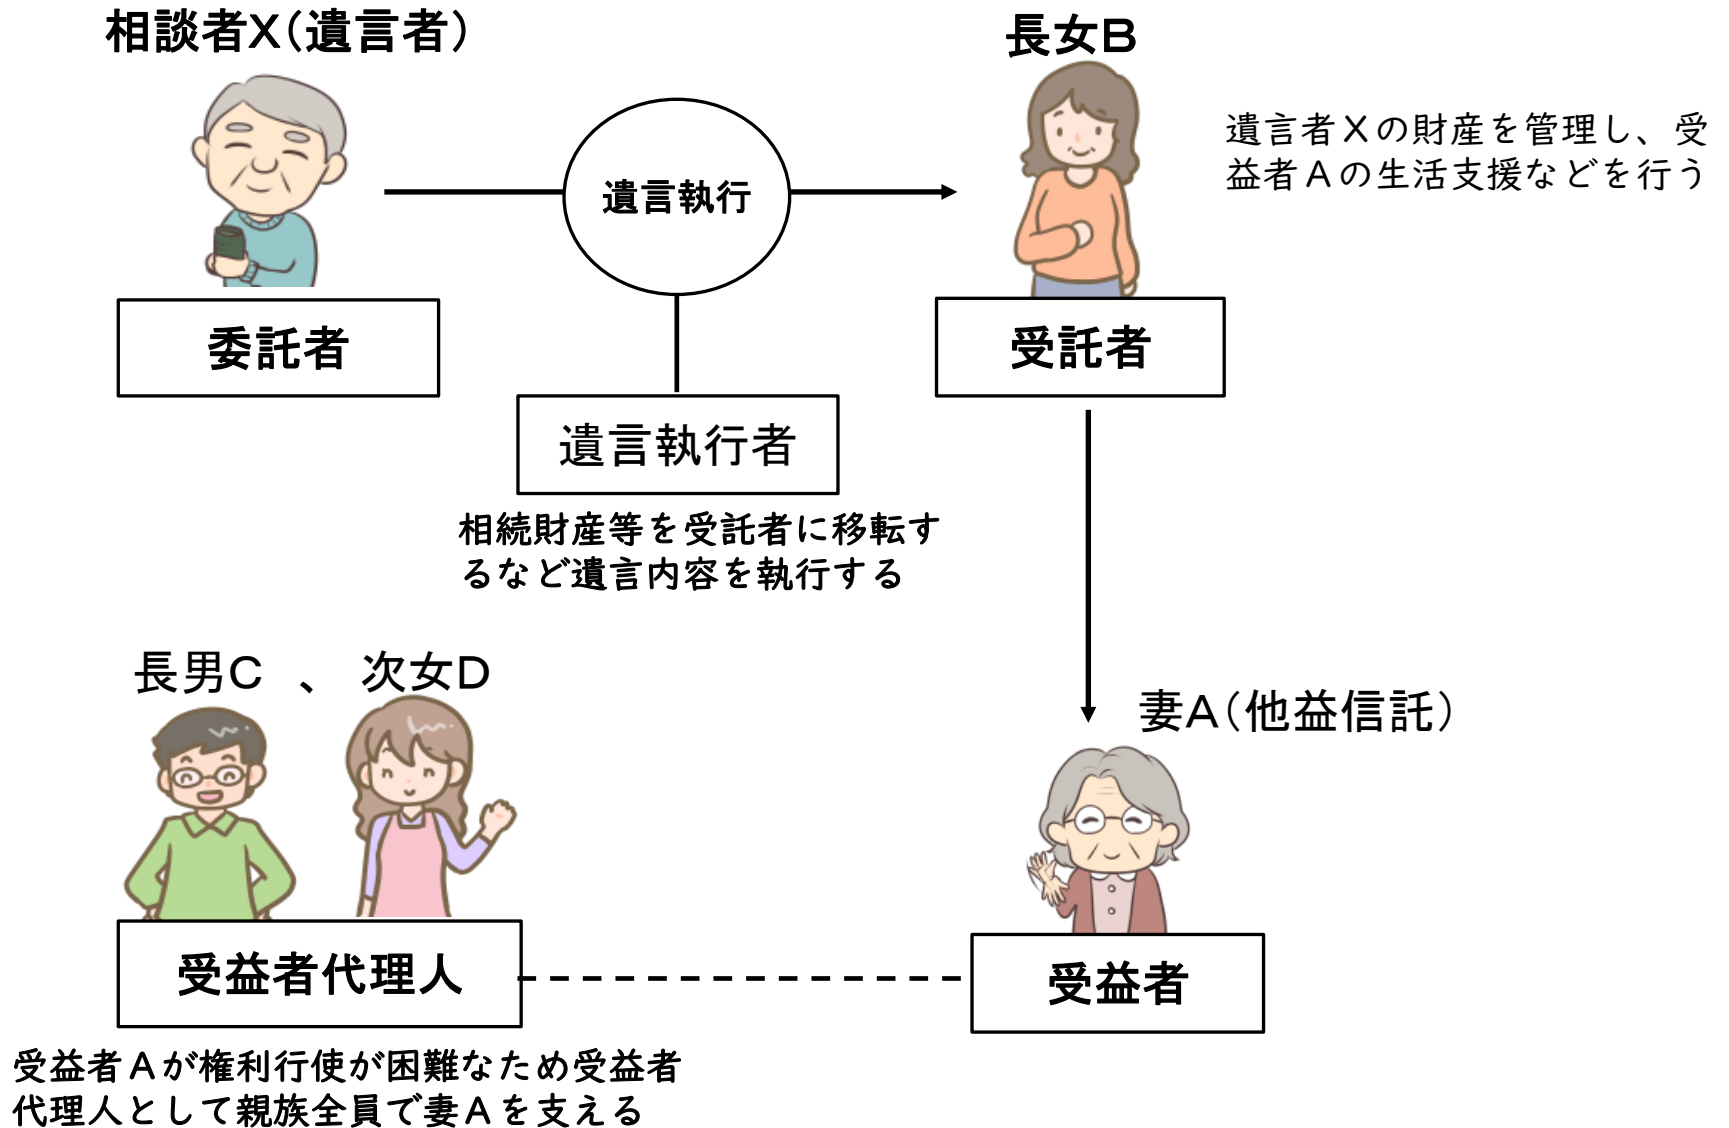 相談者X（遺言者）
長女B
遺言者Xの財産を管理し、受
益者Aの生活支援などを行う
遺言執行
委託者
受託者
遺言執行者
相続財産等を受託者に移転す
るなど遺言内容を執行する
長男C 、 次女D
妻A（他益信託）
受益者代理人
受益者
受益者Aが権利行使が困難なため受益者
代理人として親族全員で妻Aを支える